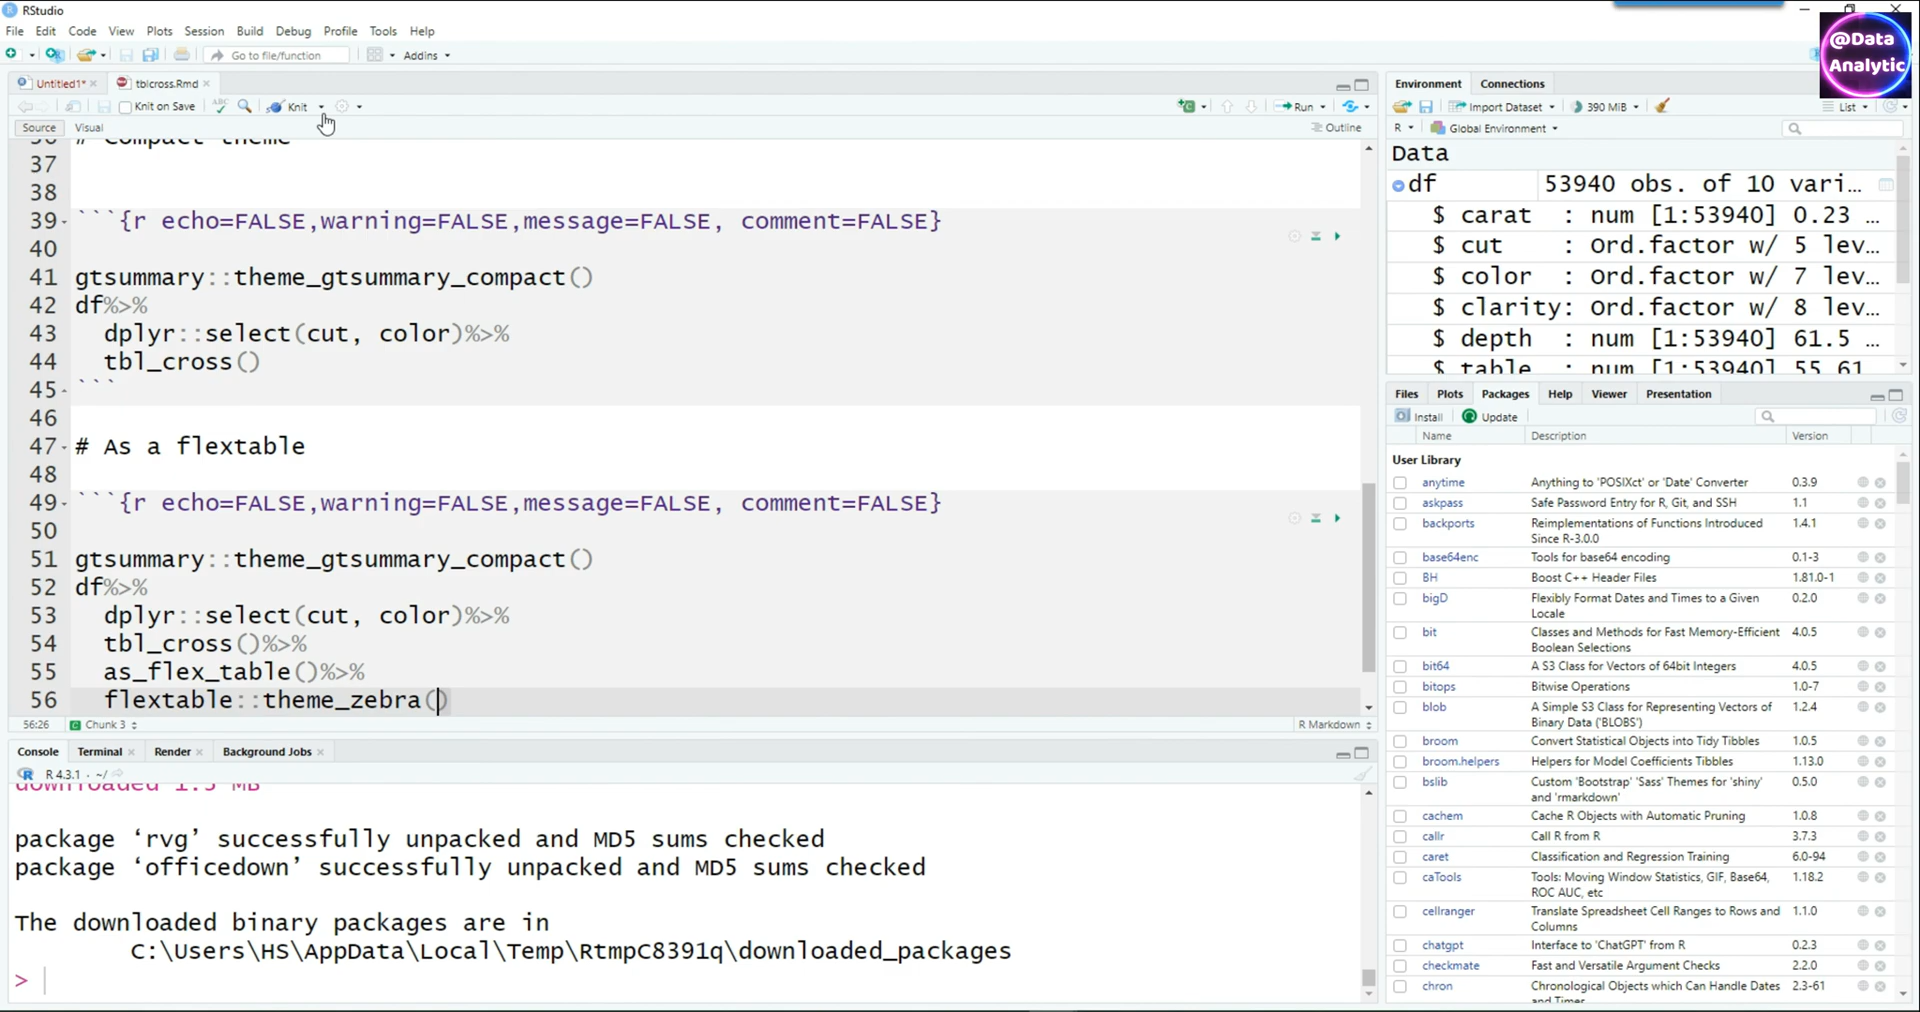 RStudio
File Edit Code View Plots Session Build Debug Profile Tools Help
Go to file/function Addins
@Data
Analytic
Untitled1* tblcross.Rmd
Knit on Save ABC Knit Run
Source Visual Outline
36 # Compact theme
37
38
39 ```{r echo=FALSE,warning=FALSE,message=FALSE, comment=FALSE}
40
41 gtsummary::theme_gtsummary_compact()
42 df%>%
43 dplyr::select(cut, color)%>%
44 tbl_cross()
45 ```
46
47 # As a flextable
48
49 ```{r echo=FALSE,warning=FALSE,message=FALSE, comment=FALSE}
50
51 gtsummary::theme_gtsummary_compact()
52 df%>%
53 dplyr::select(cut, color)%>%
54 tbl_cross()%>%
55 as_flex_table()%>%
56 flextable::theme_zebra()
56:26 Chunk 3 R Markdown
Console Terminal Render Background Jobs
R 4.3.1 · ~/
downloaded 1.5 MB
package ‘rvg’ successfully unpacked and MD5 sums checked
package ‘officedown’ successfully unpacked and MD5 sums checked
The downloaded binary packages are in
C:\Users\HS\AppData\Local\Temp\RtmpC8391q\downloaded_packages
>
Environment Connections
Import Dataset 390 MiB List
R Global Environment
Data
df 53940 obs. of 10 vari…
$ carat : num [1:53940] 0.23 …
$ cut : Ord.factor w/ 5 lev…
$ color : Ord.factor w/ 7 lev…
$ clarity: Ord.factor w/ 8 lev…
$ depth : num [1:53940] 61.5 …
$ table : num [1:53940] 55 61
Files Plots Packages Help Viewer Presentation
Install Update
Name Description Version
User Library
anytime Anything to 'POSIXct' or 'Date' Converter 0.3.9
askpass Safe Password Entry for R, Git, and SSH 1.1
backports Reimplementations of Functions Introduced 1.4.1
Since R-3.0.0
base64enc Tools for base64 encoding 0.1-3
BH Boost C++ Header Files 1.81.0-1
bigD Flexibly Format Dates and Times to a Given 0.2.0
Locale
bit Classes and Methods for Fast Memory-Efficient 4.0.5
Boolean Selections
bit64 A S3 Class for Vectors of 64bit Integers 4.0.5
bitops Bitwise Operations 1.0-7
blob A Simple S3 Class for Representing Vectors of 1.2.4
Binary Data ('BLOBS')
broom Convert Statistical Objects into Tidy Tibbles 1.0.5
broom.helpers Helpers for Model Coefficients Tibbles 1.13.0
bslib Custom 'Bootstrap' 'Sass' Themes for 'shiny' 0.5.0
and 'rmarkdown'
cachem Cache R Objects with Automatic Pruning 1.0.8
callr Call R from R 3.7.3
caret Classification and Regression Training 6.0-94
caTools Tools: Moving Window Statistics, GIF, Base64, 1.18.2
ROC AUC, etc
cellranger Translate Spreadsheet Cell Ranges to Rows and 1.1.0
Columns
chatgpt Interface to 'ChatGPT' from R 0.2.3
checkmate Fast and Versatile Argument Checks 2.2.0
chron Chronological Objects which Can Handle Dates 2.3-61
and Times